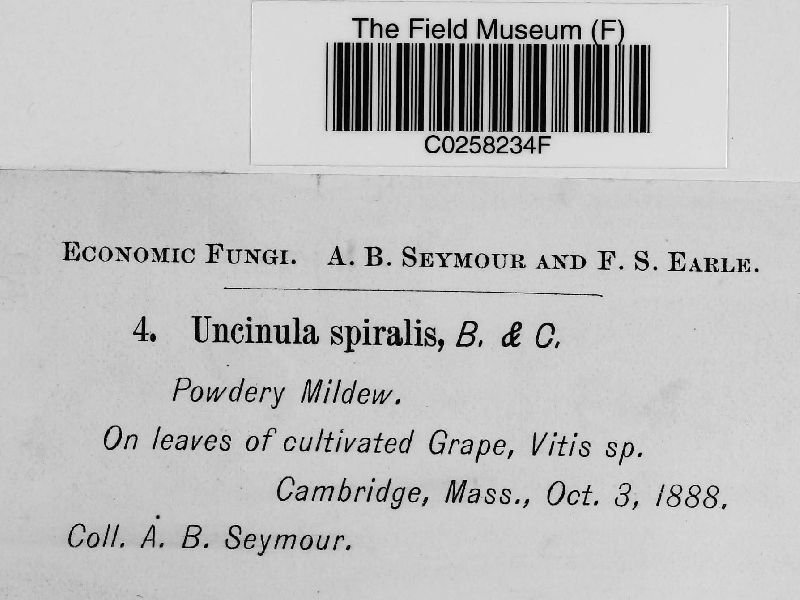 The Field Museum (F)
C0258234F
ECONOMIC FUNGI. A. B. SEYMOUR AND F. S. EARLE.
4. Uncinula spiralis, B. & C.
Powdery Mildew.
On leaves of cultivated Grape, Vitis sp.
Cambridge, Mass., Oct. 3, 1888.
Coll. A. B. Seymour.